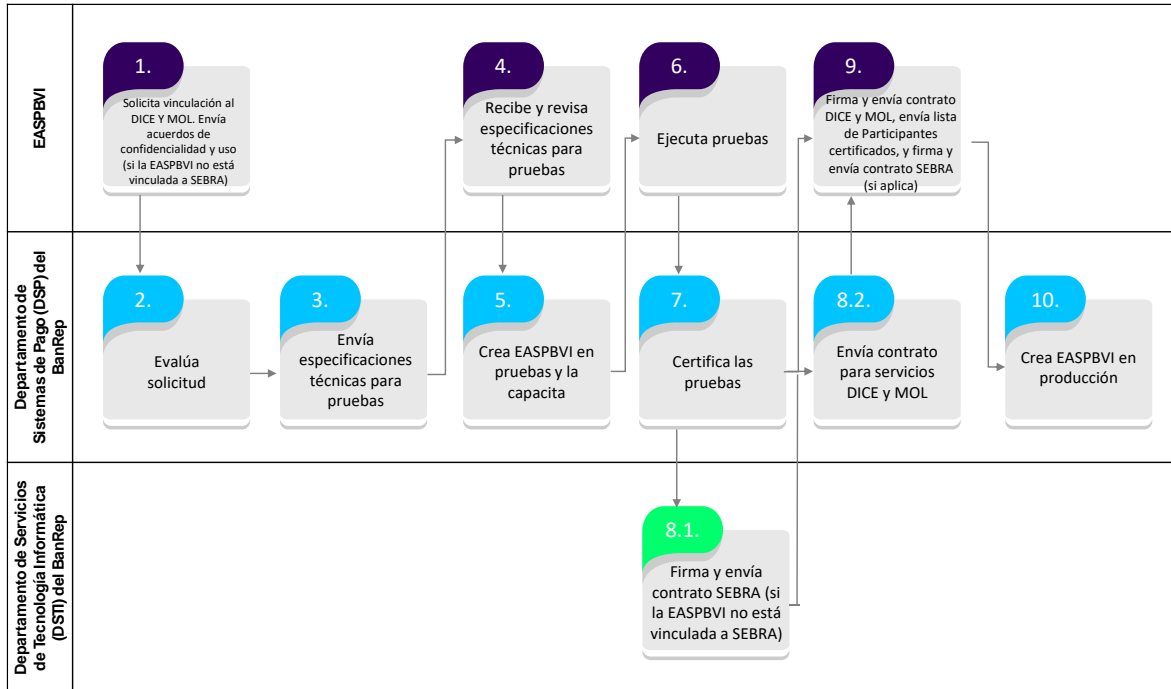 EASPBVI
1.
Solicita vinculación al
DICE Y MOL. Envía
acuerdos de
confidencialidad y uso
(si la EASPBVI no está
vinculada a SEBRA)
4.
Recibe y revisa
especificaciones
técnicas para
pruebas
6.
Ejecuta pruebas
9.
Firma y envía contrato
DICE y MOL, envía lista
de Participantes
certificados, y firma y
envía contrato SEBRA
(si aplica)
Departamento de
Sistemas de Pago (DSP) del
BanRep
2.
Evalúa
solicitud
3.
Envía
especificaciones
técnicas para
pruebas
5.
Crea EASPBVI en
pruebas y la
capacita
7.
Certifica las
pruebas
8.2.
Envía contrato
para servicios
DICE y MOL
10.
Crea EASPBVI en
producción
Departamento de Servicios
de Tecnología Informática
(DSTI) del BanRep
8.1.
Firma y envía
contrato SEBRA (si
la EASPBVI no está
vinculada a SEBRA)